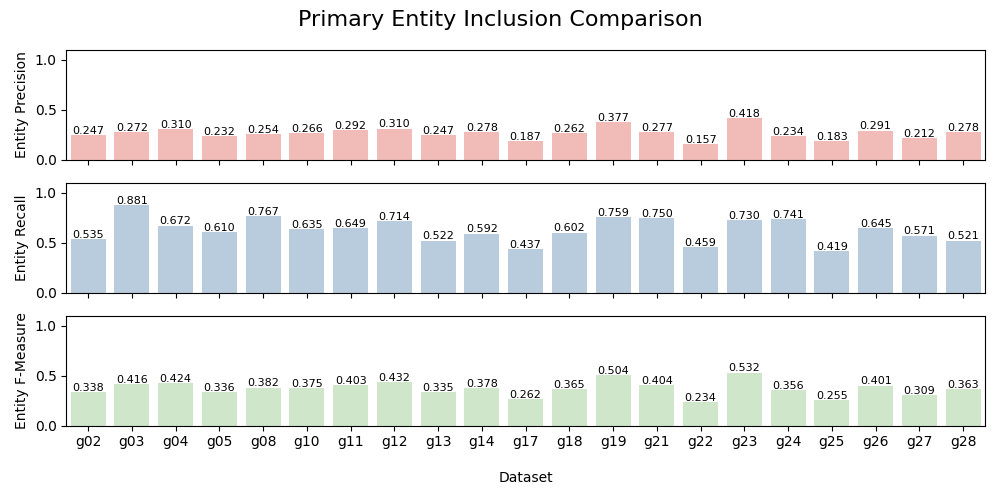 Primary Entity Inclusion Comparison
Entity Precision
1.0
0.5
0.0
0.247 0.272 0.310 0.232 0.254 0.266 0.292 0.310 0.247 0.278 0.187 0.262 0.377 0.277 0.157 0.418 0.234 0.183 0.291 0.212 0.278
Entity Recall
1.0
0.5
0.0
0.535 0.881 0.672 0.610 0.767 0.635 0.649 0.714 0.522 0.592 0.437 0.602 0.759 0.750 0.459 0.730 0.741 0.419 0.645 0.571 0.521
Entity F-Measure
1.0
0.5
0.0
0.338 0.416 0.424 0.336 0.382 0.375 0.403 0.432 0.335 0.378 0.262 0.365 0.504 0.404 0.234 0.532 0.356 0.255 0.401 0.309 0.363
g02 g03 g04 g05 g08 g10 g11 g12 g13 g14 g17 g18 g19 g21 g22 g23 g24 g25 g26 g27 g28
Dataset